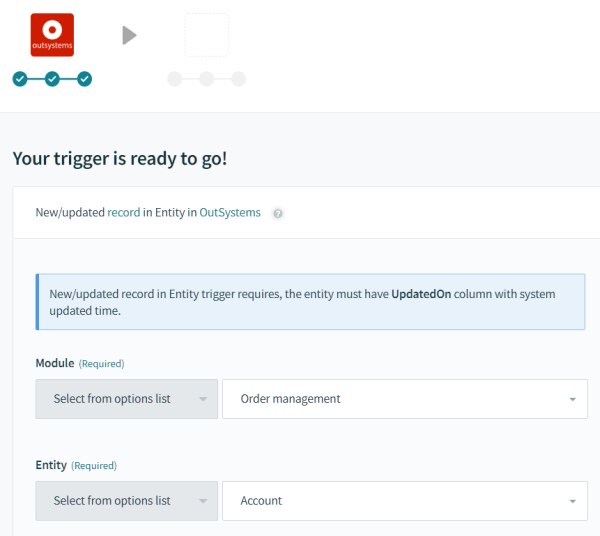 outsystems
Your trigger is ready to go!
New/updated record in Entity in OutSystems ?
New/updated record in Entity trigger requires, the entity must have UpdatedOn column with system
updated time.
Module (Required)
Select from options list Order management
Entity (Required)
Select from options list Account